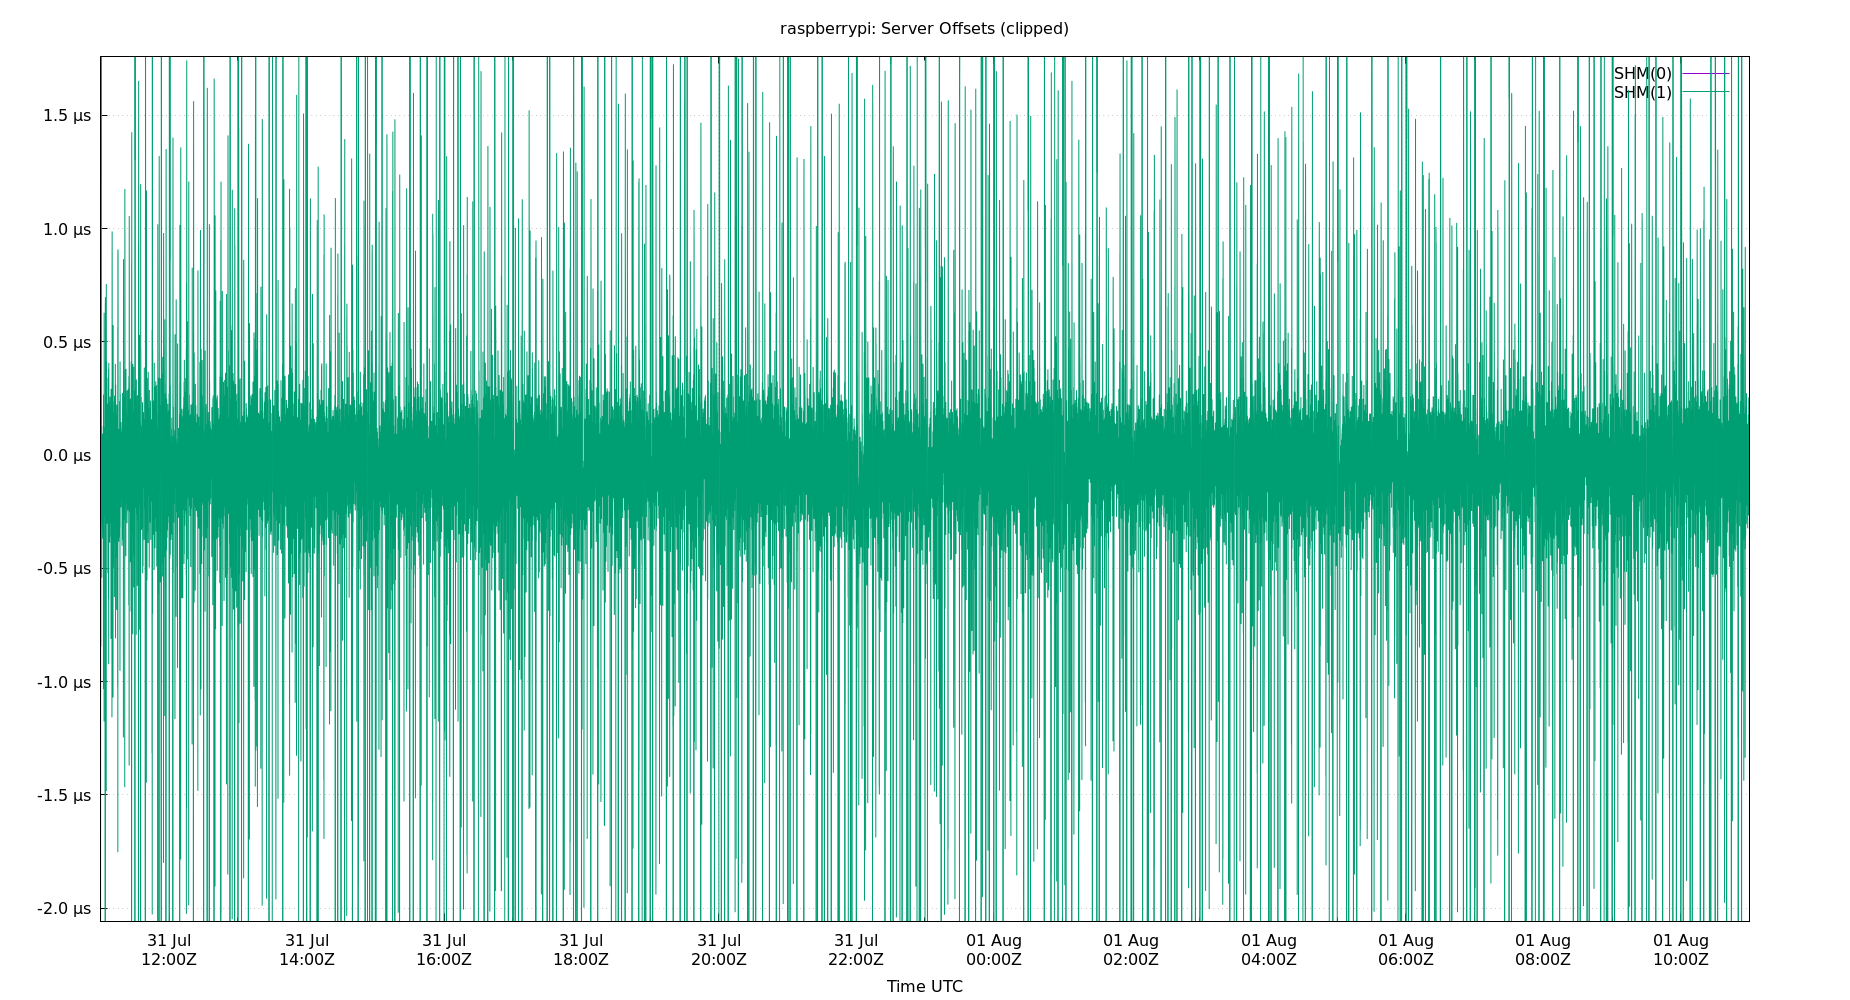 raspberrypi: Server Offsets (clipped)
SHM(0)
SHM(1)
1.5 µs
1.0 µs
0.5 µs
0.0 µs
-0.5 µs
-1.0 µs
-1.5 µs
-2.0 µs
31 Jul 31 Jul 31 Jul 31 Jul 31 Jul 31 Jul 01 Aug 01 Aug 01 Aug 01 Aug 01 Aug 01 Aug
12:00Z 14:00Z 16:00Z 18:00Z 20:00Z 22:00Z 00:00Z 02:00Z 04:00Z 06:00Z 08:00Z 10:00Z
Time UTC